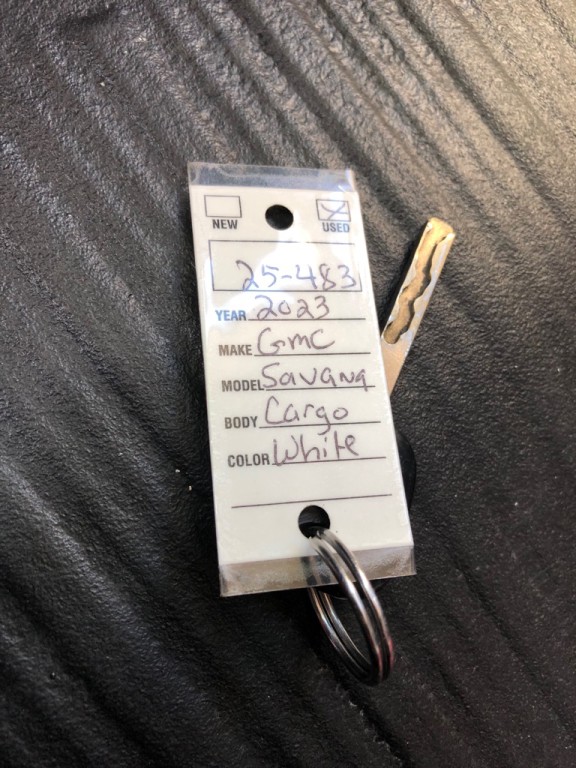 NEW USED
25-483
YEAR 2023
MAKE GMC
MODEL Savana
BODY Cargo
COLOR White